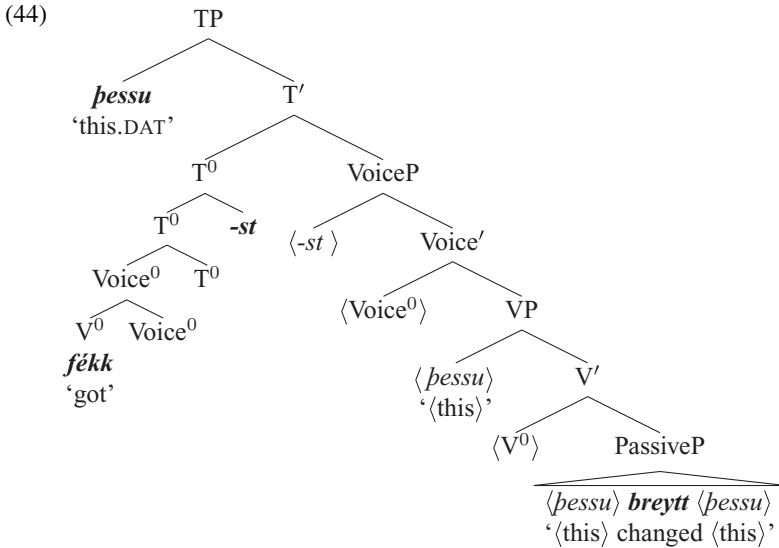 (44)
TP
þessu
T′
‘this.DAT’
T⁰
VoiceP
T⁰
-st
⟨-st ⟩
Voice′
Voice⁰
T⁰
⟨Voice⁰⟩
VP
V⁰
Voice⁰
fékk
⟨þessu⟩
V′
‘got’
‘⟨this⟩’
⟨V⁰⟩
PassiveP
⟨þessu⟩ breytt ⟨þessu⟩
‘⟨this⟩ changed ⟨this⟩’